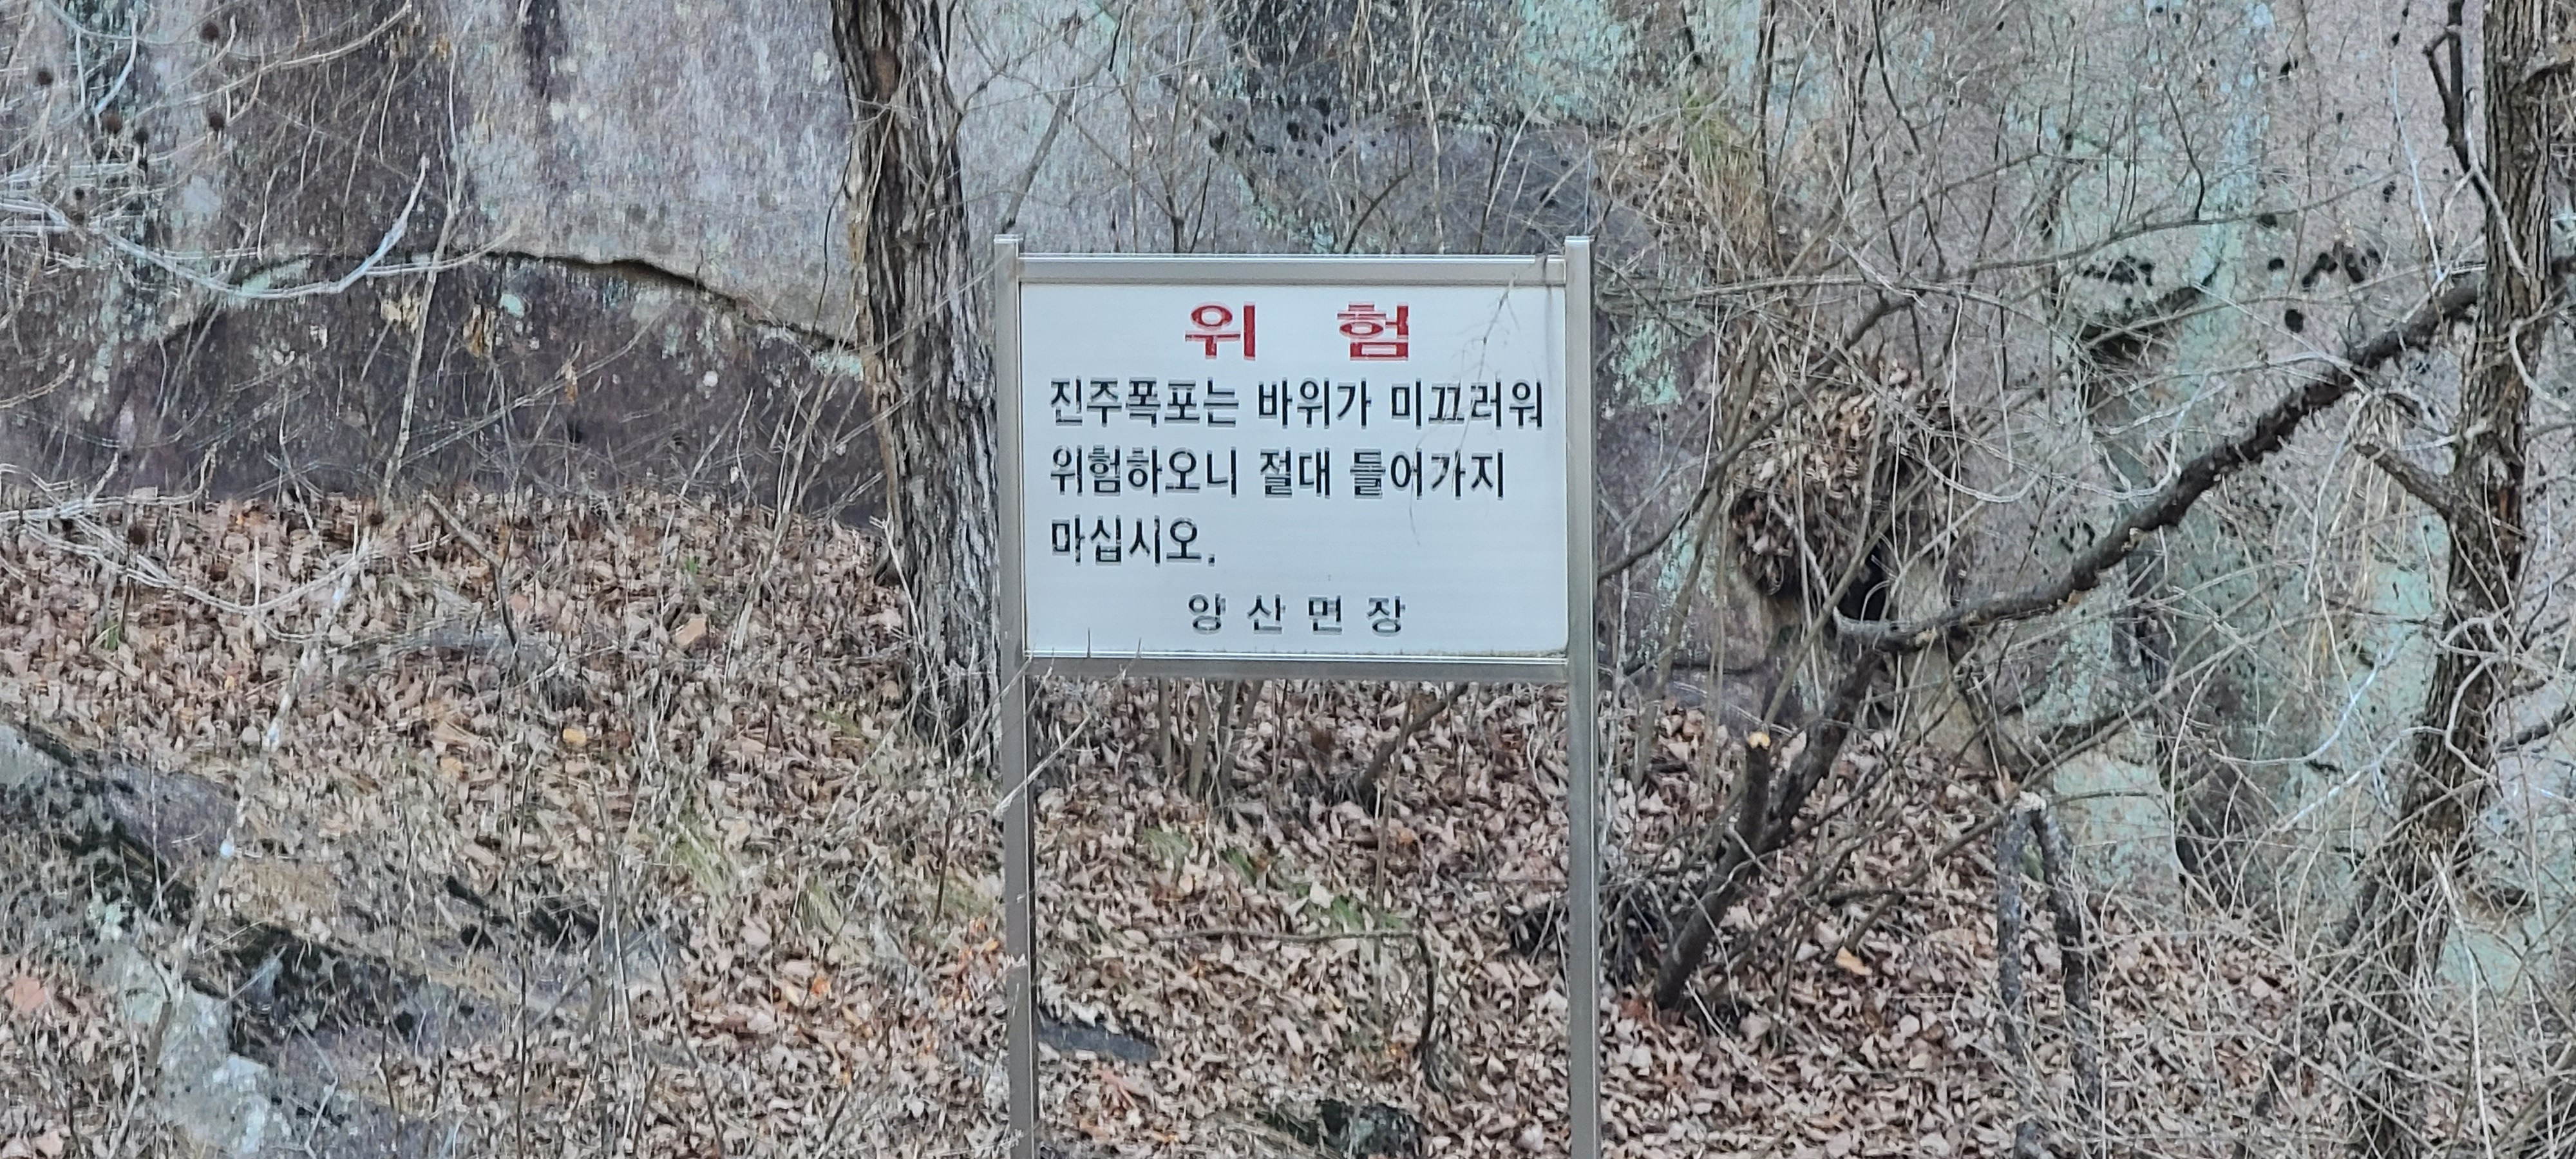 위 험
진주폭포는 바위가 미끄러워
위험하오니 절대 들어가지
마십시오.
양 산 면 장